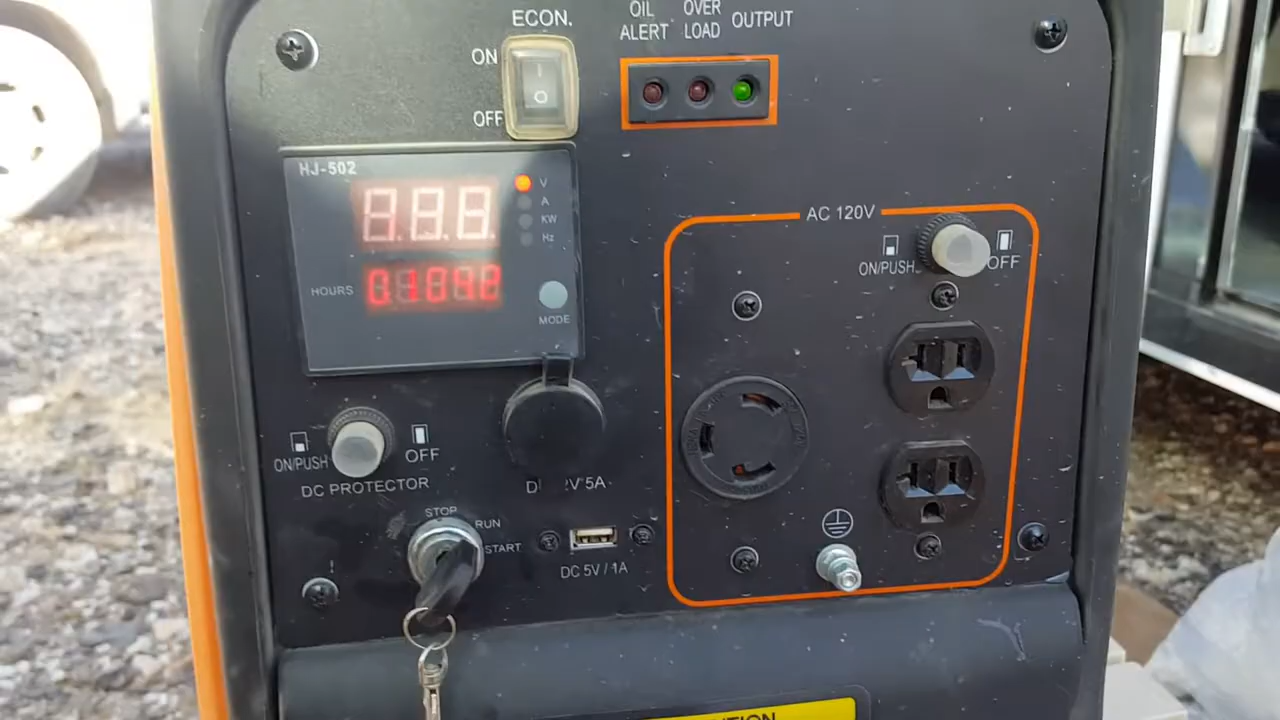 ECON.
ON
OFF
OIL ALERT
OVER LOAD
OUTPUT
HJ-502
V
A
KW
Hz
HOURS
MODE
AC 120V
ON/PUSH
OFF
ON/PUSH
OFF
DC PROTECTOR
V 5A
STOP
RUN
START
DC 5V / 1A